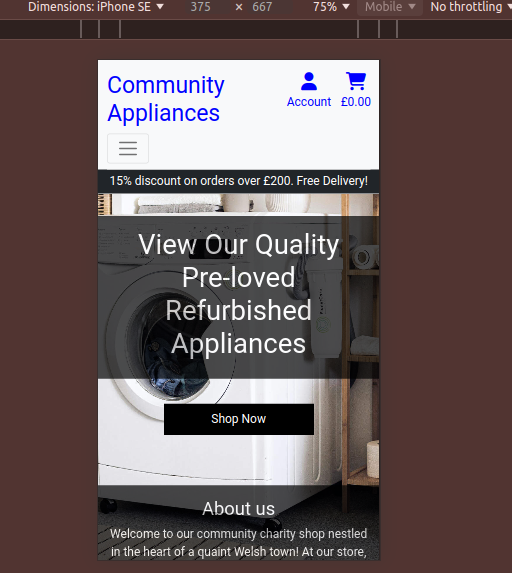 Dimensions: iPhone SE 375 × 667 75% Mobile No throttling
Community
Appliances
Account £0.00
15% discount on orders over £200. Free Delivery!
View Our Quality
Pre-loved
Refurbished
Appliances
Shop Now
About us
Welcome to our community charity shop nestled
in the heart of a quaint Welsh town! At our store,